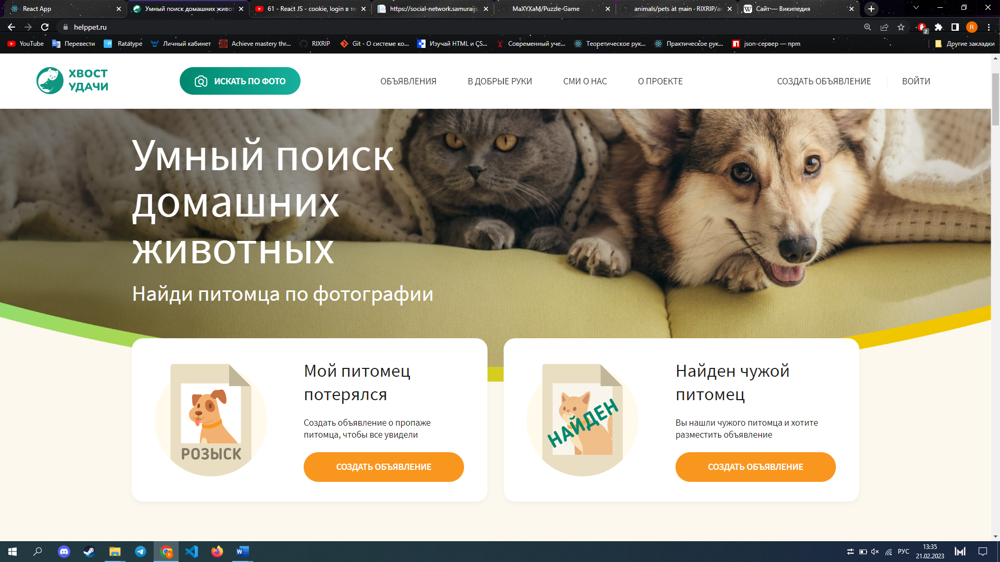 React App
Умный поиск домашних живот
61 - React JS - cookie, login в те
https://social-network.samuraijs.
MaXYXaM/Puzzle-Game
animals/pets at main · RIXRIP/an
Сайт — Википедия
helppet.ru
R
2
YouTube
Перевести
Ratatype
Личный кабинет
Achieve mastery thr...
RIXRIP
Git - О системе ко...
Изучай HTML и CS...
Современный уче...
Теоретическое рук...
Практическое рук...
json-сервер — npm
Другие закладки
ХВОСТ
УДАЧИ
ИСКАТЬ ПО ФОТО
ОБЪЯВЛЕНИЯ
В ДОБРЫЕ РУКИ
СМИ О НАС
О ПРОЕКТЕ
СОЗДАТЬ ОБЪЯВЛЕНИЕ
ВОЙТИ
Умный поиск
домашних
животных
Найди питомца по фотографии
РОЗЫСК
Мой питомец
потерялся
Создать объявление о пропаже
питомца, чтобы все увидели
СОЗДАТЬ ОБЪЯВЛЕНИЕ
НАЙДЕН
Найден чужой
питомец
Вы нашли чужого питомца и хотите
разместить объявление
СОЗДАТЬ ОБЪЯВЛЕНИЕ
РУС
13:35
21.02.2023